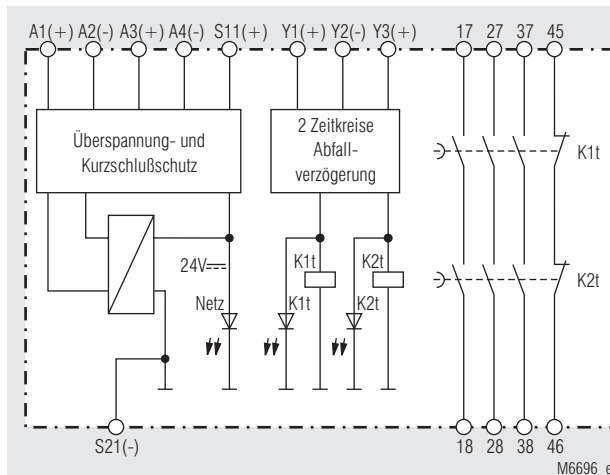 A1(+) A2(-) A3(+) A4(-) S11(+) Y1(+) Y2(-) Y3(+) 17 27 37 45
Überspannung- und
Kurzschlußschutz
2 Zeitkreise
Abfall-
verzögerung
K1t
24V
K1t K2t
K2t
Netz K1t K2t
S21(-)
18 28 38 46
M6696_e